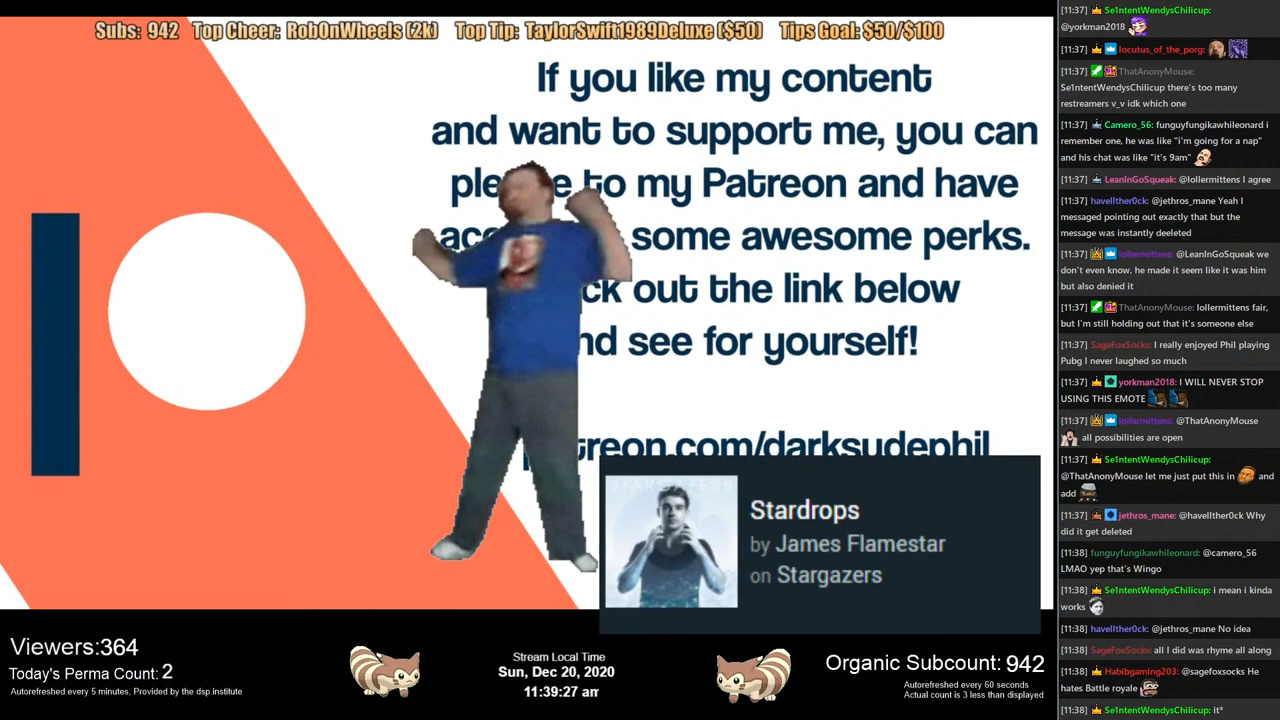 Subs: 942 Top Cheer: RobOnWheels (2k) Top Tip: TaylorSwift1989Deluxe ($50) Tips Goal: $50/$100
If you like my content
and want to support me, you can
to my Patreon and have
some awesome perks.
out the link below
see for yourself!
STARGAZERS
Stardrops
by James Flamestar
on Stargazers
Viewers:364
Today's Perma Count: 2
Autorefreshed every 5 minutes, Provided by the dsp.institute
Stream Local Time
Sun, Dec 20, 2020
11:39:27 am
Organic Subcount: 942
Autorefreshed every 60 seconds
Actual count is 3 less than displayed
[11:37] Se1ntentWendysChilicup:
@yorkman2018
[11:37] locutus_of_the_porg:
[11:37] ThatAnonyMouse:
Se1ntentWendysChilicup there's too many
restreamers v_v idk which one
[11:37] Camero_56: funguyfungikawhileonard i
remember one, he was like "i'm going for a nap"
and his chat was like "it's 9am"
[11:37] LeanInGoSqueak: @lollermittens I agree
[11:37] havellther0ck: @jethros_mane Yeah I
messaged pointing out exactly that but the
message was instantly deeleted
[11:37] lollermittens: @LeanInGoSqueak we
don't even know, he made it seem like it was him
but also denied it
[11:37] ThatAnonyMouse: lollermittens fair,
but I'm still holding out that it's someone else
[11:37] SageFoxSocks: I really enjoyed Phil playing
Pubg I never laughed so much
[11:37] yorkman2018: I WILL NEVER STOP
USING THIS EMOTE
[11:37] lollermittens: @ThatAnonyMouse
all possibilities are open
[11:37] Se1ntentWendysChilicup:
@ThatAnonyMouse let me just put this in and
add
[11:37] jethros_mane: @havellther0ck Why
did it get deleted
[11:38] funguyfungikawhileonard: @camero_56
LMAO yep that's Wingo
[11:38] Se1ntentWendysChilicup: i mean i kinda
works
[11:38] havellther0ck: @jethros_mane No idea
[11:38] SageFoxSocks: all I did was rhyme all along
[11:38] Habibgaming203: @sagefoxsocks He
hates Battle royale
[11:38] Se1ntentWendysChilicup: it*